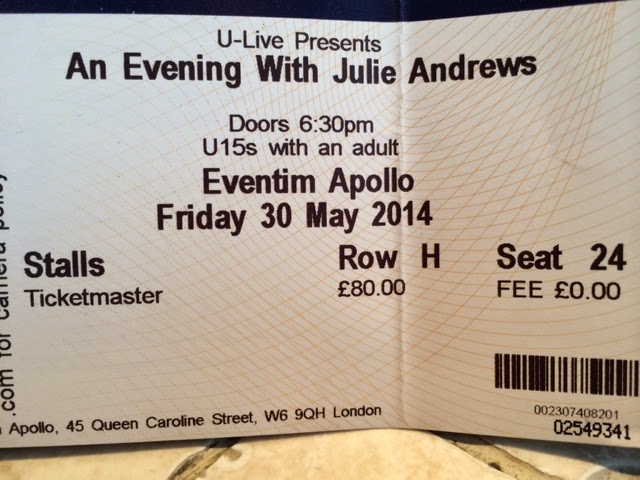 U-Live Presents
An Evening With Julie Andrews
Doors 6:30pm
U15s with an adult
Eventim Apollo
Friday 30 May 2014
Stalls Row H Seat 24
Ticketmaster £80.00 FEE £0.00
002307408201
02549341
Apollo, 45 Queen Caroline Street, W6 9QH London
.com for camera policy